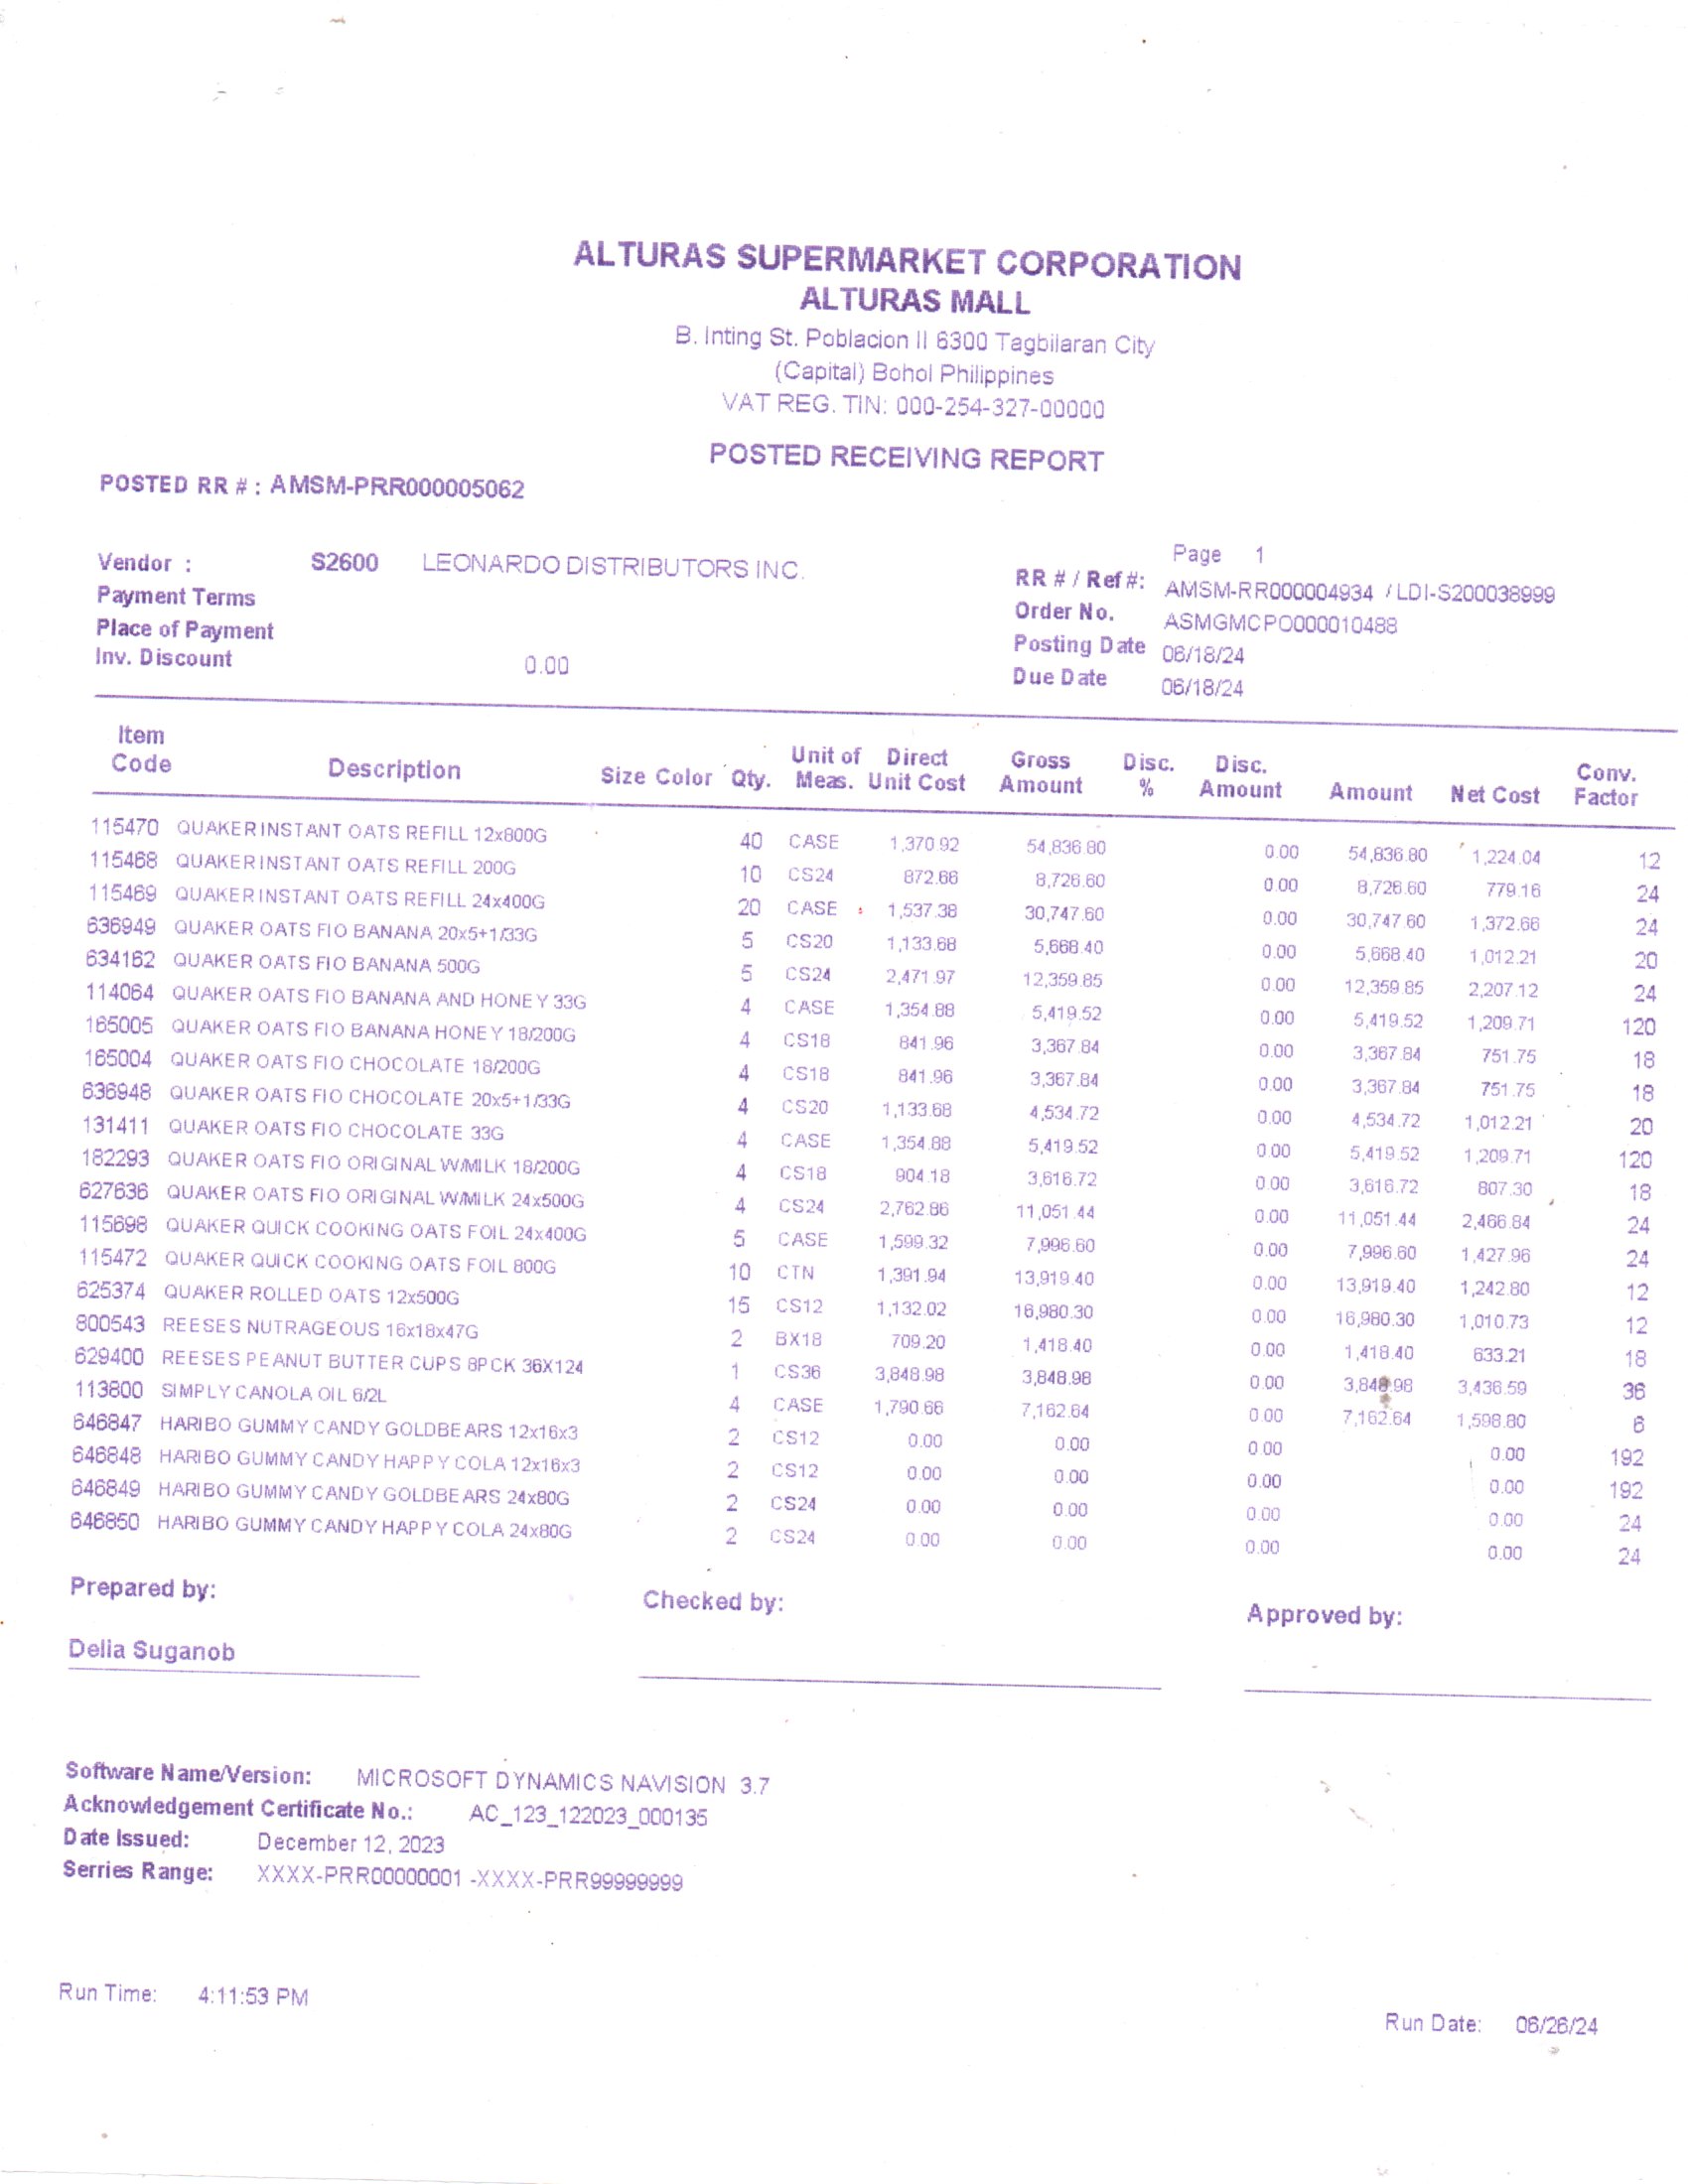 ALTURAS SUPERMARKET CORPORATION
ALTURAS MALL
B. Inting St. Poblacion II 6300 Tagbilaran City
(Capital) Bohol Philippines
VAT REG. TIN: 000-254-327-00000
POSTED RECEIVING REPORT
POSTED RR # : AMSM-PRR000005062
Page 1
Vendor : S2600 LEONARDO DISTRIBUTORS INC.
RR # / Ref #: AMSM-RR000004934 / LDI-S200038999
Payment Terms
Order No. ASMGMCPO000010488
Place of Payment
Posting Date 06/18/24
Inv. Discount 0.00
Due Date 06/18/24
Item Code Description Size Color Qty. Unit of Meas. Direct Unit Cost Gross Amount Disc. % Disc. Amount Amount Net Cost Conv. Factor
115470 QUAKER INSTANT OATS REFILL 12x800G 40 CASE 1,370.92 54,836.80 0.00 54,836.80 1,224.04 12
115468 QUAKER INSTANT OATS REFILL 200G 10 CS24 872.66 8,726.60 0.00 8,726.60 779.16 24
115469 QUAKER INSTANT OATS REFILL 24x400G 20 CASE 1,537.38 30,747.60 0.00 30,747.60 1,372.66 24
636949 QUAKER OATS FIO BANANA 20x5+1/33G 5 CS20 1,133.68 5,668.40 0.00 5,668.40 1,012.21 20
634162 QUAKER OATS FIO BANANA 500G 5 CS24 2,471.97 12,359.85 0.00 12,359.85 2,207.12 24
114064 QUAKER OATS FIO BANANA AND HONEY 33G 4 CASE 1,354.88 5,419.52 0.00 5,419.52 1,209.71 120
165005 QUAKER OATS FIO BANANA HONEY 18/200G 4 CS18 841.96 3,367.84 0.00 3,367.84 751.75 18
165004 QUAKER OATS FIO CHOCOLATE 18/200G 4 CS18 841.96 3,367.84 0.00 3,367.84 751.75 18
636948 QUAKER OATS FIO CHOCOLATE 20x5+1/33G 4 CS20 1,133.68 4,534.72 0.00 4,534.72 1,012.21 20
131411 QUAKER OATS FIO CHOCOLATE 33G 4 CASE 1,354.88 5,419.52 0.00 5,419.52 1,209.71 120
182293 QUAKER OATS FIO ORIGINAL W/MILK 18/200G 4 CS18 904.18 3,616.72 0.00 3,616.72 807.30 18
627636 QUAKER OATS FIO ORIGINAL W/MILK 24x500G 4 CS24 2,762.86 11,051.44 0.00 11,051.44 2,466.84 24
115698 QUAKER QUICK COOKING OATS FOIL 24x400G 5 CASE 1,599.32 7,996.60 0.00 7,996.60 1,427.96 24
115472 QUAKER QUICK COOKING OATS FOIL 800G 10 CTN 1,391.94 13,919.40 0.00 13,919.40 1,242.80 12
625374 QUAKER ROLLED OATS 12x500G 15 CS12 1,132.02 16,980.30 0.00 16,980.30 1,010.73 12
800543 REESES NUTRAGEOUS 16x18x47G 2 BX18 709.20 1,418.40 0.00 1,418.40 633.21 18
629400 REESES PEANUT BUTTER CUPS 8PCK 36X124 1 CS36 3,848.98 3,848.98 0.00 3,848.98 3,436.59 36
113800 SIMPLY CANOLA OIL 6/2L 4 CASE 1,790.66 7,162.64 0.00 7,162.64 1,598.80 6
646847 HARIBO GUMMY CANDY GOLDBEARS 12x16x3 2 CS12 0.00 0.00 0.00 0.00 192
646848 HARIBO GUMMY CANDY HAPPY COLA 12x16x3 2 CS12 0.00 0.00 0.00 0.00 192
646849 HARIBO GUMMY CANDY GOLDBEARS 24x80G 2 CS24 0.00 0.00 0.00 0.00 24
646850 HARIBO GUMMY CANDY HAPPY COLA 24x80G 2 CS24 0.00 0.00 0.00 0.00 24
Prepared by: Checked by: Approved by:
Delia Suganob
Software Name/Version: MICROSOFT DYNAMICS NAVISION 3.7
Acknowledgement Certificate No.: AC_123_122023_000135
Date Issued: December 12, 2023
Serries Range: XXXX-PRR00000001 -XXXX-PRR99999999
Run Time: 4:11:53 PM
Run Date: 06/26/24